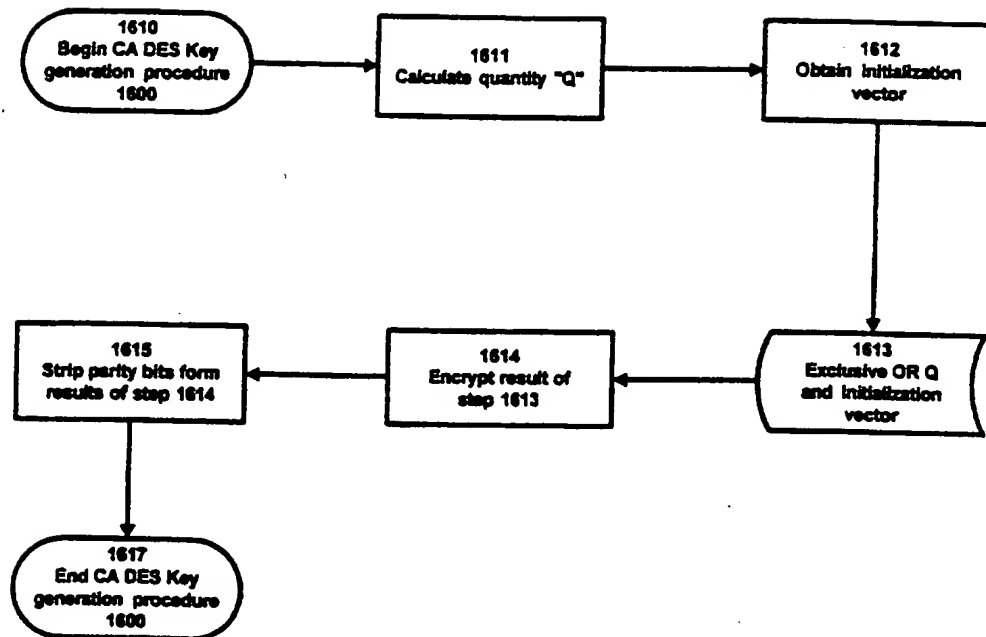 1610
Begin CA DES Key
generation procedure
1600
1611
Calculate quantity "Q"
1612
Obtain initialization
vector
1613
Exclusive OR Q
and initialization
vector
1614
Encrypt result of
step 1613
1615
Strip parity bits form
results of step 1614
1617
End CA DES Key
generation procedure
1600